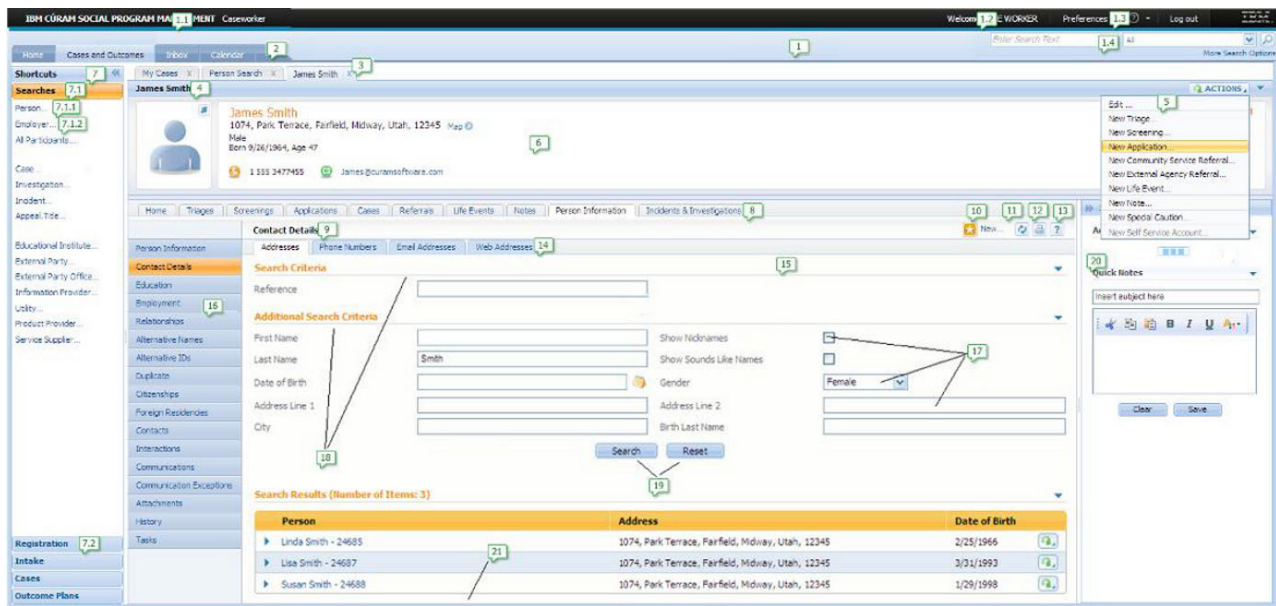 IBM CÚRAM SOCIAL PROGRAM MANAGEMENT Caseworker
1.1
Welcome
1.2
WORKER
Preferences
1.3
Log out
IBM
Home
Cases and Outcomes
Inbox
Calendar
2
1
Enter Search Text
1.4
All
More Search Options
Shortcuts
7
My Cases
Person Search
James Smith
3
Searches
7.1
James Smith
4
ACTIONS
Person...
7.1.1
Employer...
7.1.2
All Participants...
Case...
Investigation...
Incident...
Appeal Title...
Educational Institute...
External Party...
External Party Office...
Information Provider...
Utility...
Product Provider...
Service Supplier...
Registration
7.2
Intake
Cases
Outcome Plans
James Smith
1074, Park Terrace, Fairfield, Midway, Utah, 12345 Map
Male
Born 9/26/1964, Age 47
6
1 555 3477455
James@curamsoftware.com
Edit ...
5
New Triage...
New Screening...
New Application...
New Community Service Referral...
New External Agency Referral...
New Life Event...
New Note...
New Special Caution...
New Self Service Account...
Home
Triages
Screenings
Applications
Cases
Referrals
Life Events
Notes
Person Information
Incidents & Investigations
8
Contact Details
9
10
New...
11
12
13
?
Person Information
Contact Details
Education
Employment
16
Relationships
Alternative Names
Alternative IDs
Duplicate
Citizenships
Foreign Residencies
Contacts
Interactions
Communications
Communication Exceptions
Attachments
History
Tasks
Addresses
Phone Numbers
Email Addresses
Web Addresses
14
Search Criteria
15
Reference
Additional Search Criteria
First Name
Show Nicknames
Last Name
Smith
Show Sounds Like Names
17
Date of Birth
Gender
Female
Address Line 1
Address Line 2
City
Birth Last Name
18
Search
Reset
19
Search Results (Number of Items: 3)
Person
Address
Date of Birth
Linda Smith - 24685
1074, Park Terrace, Fairfield, Midway, Utah, 12345
2/25/1966
Lisa Smith - 24687
1074, Park Terrace, Fairfield, Midway, Utah, 12345
3/31/1993
Susan Smith - 24688
1074, Park Terrace, Fairfield, Midway, Utah, 12345
1/29/1998
21
20
Quick Notes
Insert subject here
B I U
Clear
Save